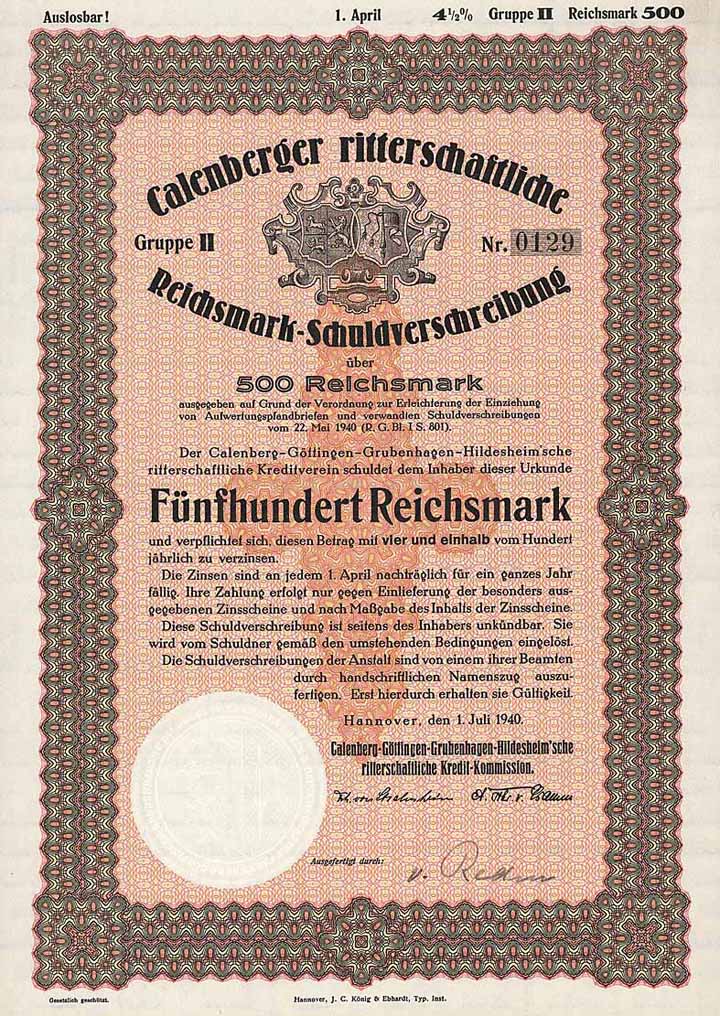 Auslosbar! 1. April 4½% Gruppe II Reichsmark 500
Calenberger ritterschaftliche
Gruppe II Nr. 0129
Reichsmark-Schuldverschreibung
über
500 Reichsmark
ausgegeben auf Grund der Verordnung zur Erleichterung der Einziehung
von Aufwertungspfandbriefen und verwandten Schuldverschreibungen
vom 22. Mai 1940 (R. G. Bl. I S. 801).
Der Calenberg-Göttingen-Grubenhagen-Hildesheim'sche
ritterschaftliche Kreditverein schuldet dem Inhaber dieser Urkunde
Fünfhundert Reichsmark
und verpflichtet sich, diesen Betrag mit vier und einhalb vom Hundert
jährlich zu verzinsen.
Die Zinsen sind an jedem 1. April nachträglich für ein ganzes Jahr
fällig. Ihre Zahlung erfolgt nur gegen Einlieferung der besonders aus-
gegebenen Zinsscheine und nach Maßgabe des Inhalts der Zinsscheine.
Diese Schuldverschreibung ist seitens des Inhabers unkündbar. Sie
wird vom Schuldner gemäß den umstehenden Bedingungen eingelöst.
Die Schuldverschreibungen der Anstalt sind von einem ihrer Beamten
durch handschriftlichen Namenszug auszu-
fertigen. Erst hierdurch erhalten sie Gültigkeit.
Hannover, den 1. Juli 1940.
Calenberg-Göttingen-Grubenhagen-Hildesheim'sche
ritterschaftliche Kredit-Kommission.
Ausgefertigt durch: v. Reden
Gesetzlich geschützt. Hannover, J. C. König & Ebhardt, Typ. Inst.